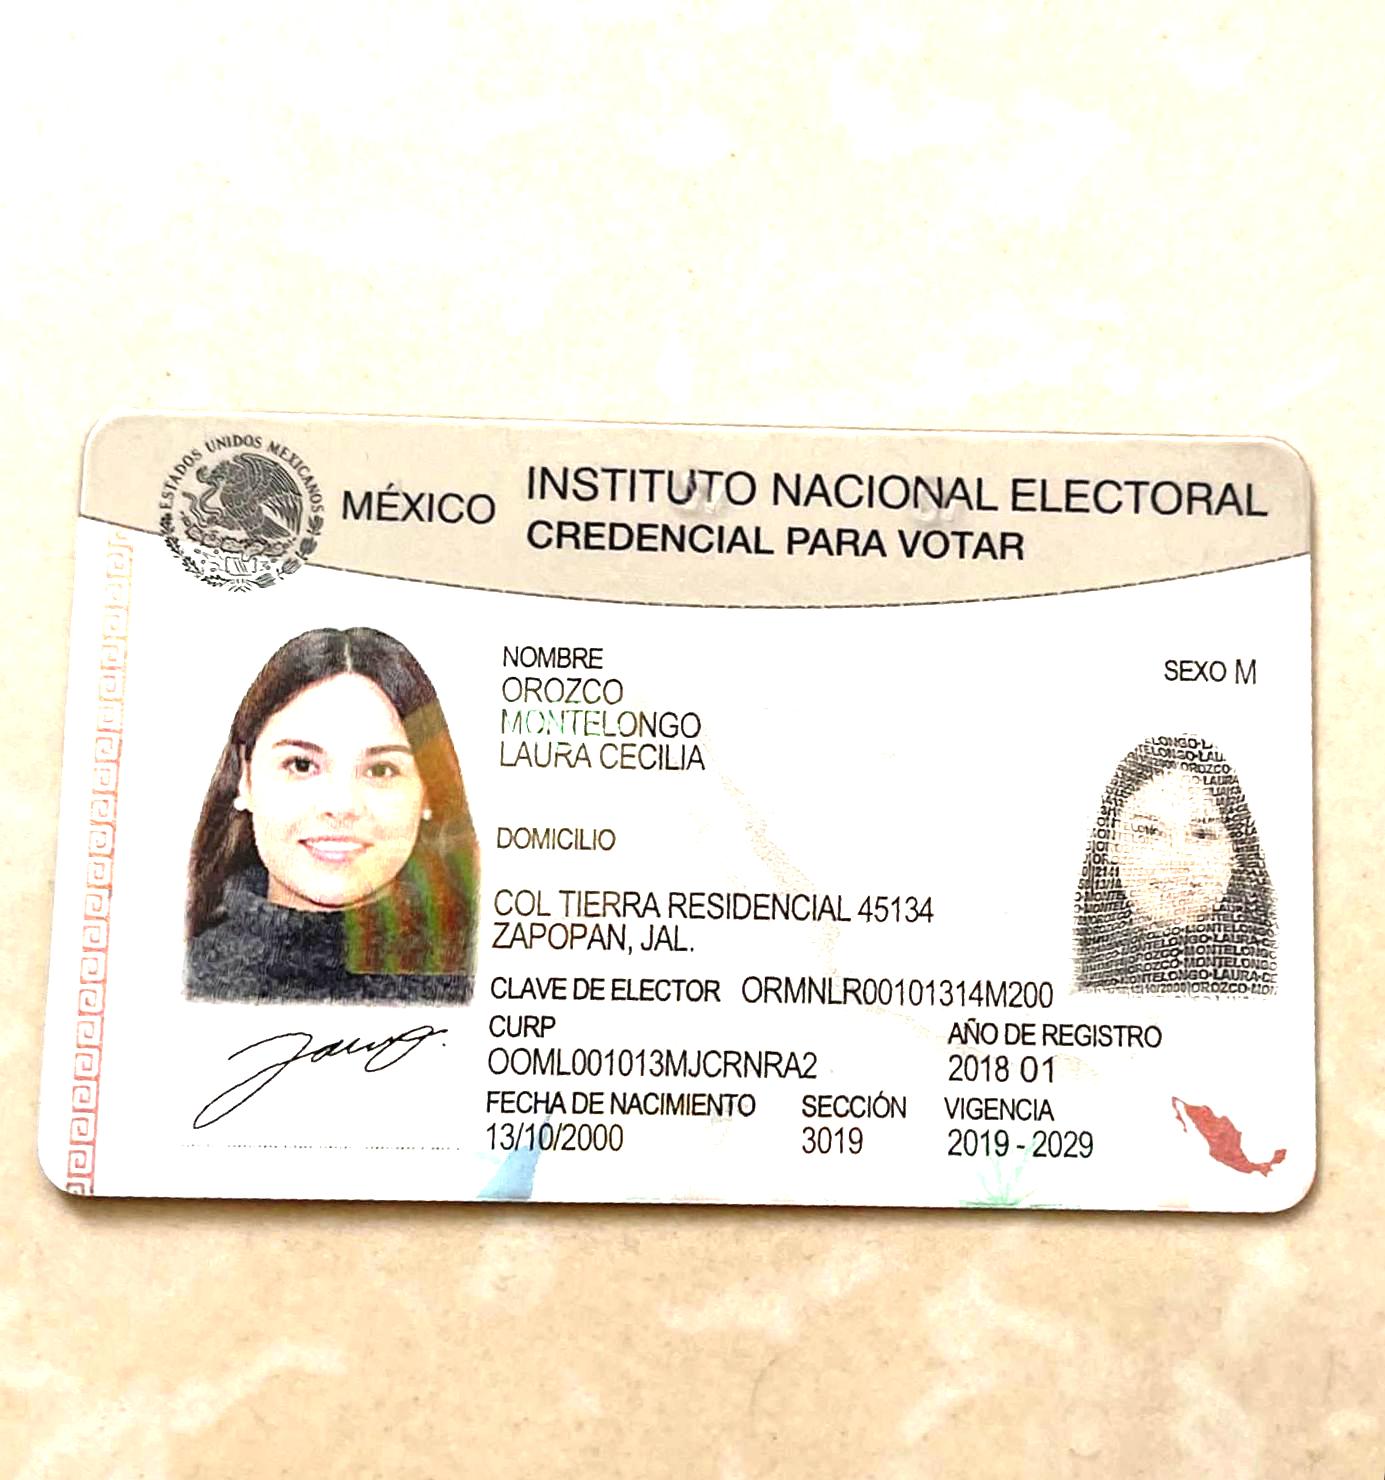 ESTADOS UNIDOS MEXICANOS
MÉXICO
INSTITUTO NACIONAL ELECTORAL
CREDENCIAL PARA VOTAR
NOMBRE
OROZCO
MONTELONGO
LAURA CECILIA
SEXO M
DOMICILIO
COL TIERRA RESIDENCIAL 45134
ZAPOPAN, JAL.
CLAVE DE ELECTOR ORMNLR00101314M200
CURP
OOML001013MJCRNRA2
AÑO DE REGISTRO
2018 01
FECHA DE NACIMIENTO
13/10/2000
SECCIÓN
3019
VIGENCIA
2019 - 2029